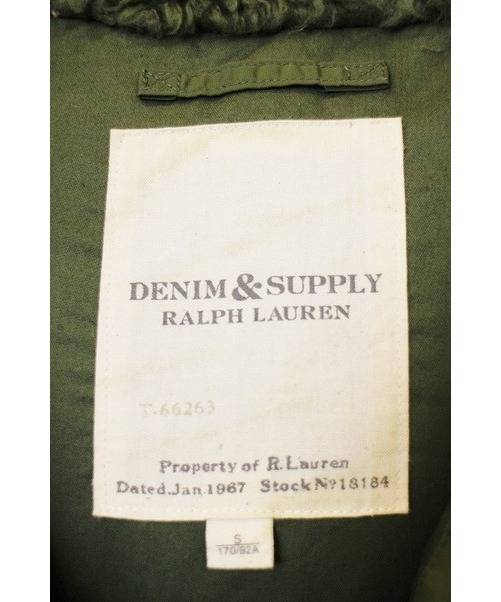 DENIM & SUPPLY
RALPH LAUREN
T-66263
Property of R.Lauren
Dated.Jan.1967 Stock Nº18184
S
170/92A